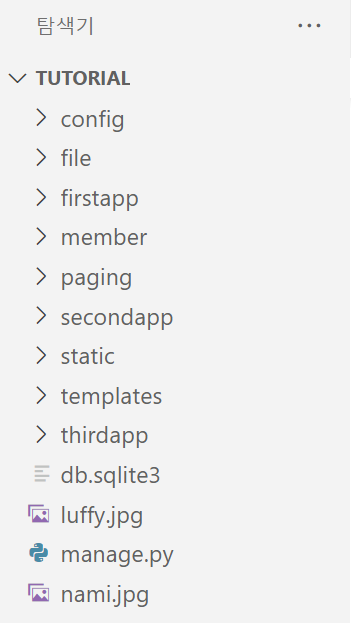 탐색기
TUTORIAL
config
file
firstapp
member
paging
secondapp
static
templates
thirdapp
db.sqlite3
luffy.jpg
manage.py
nami.jpg